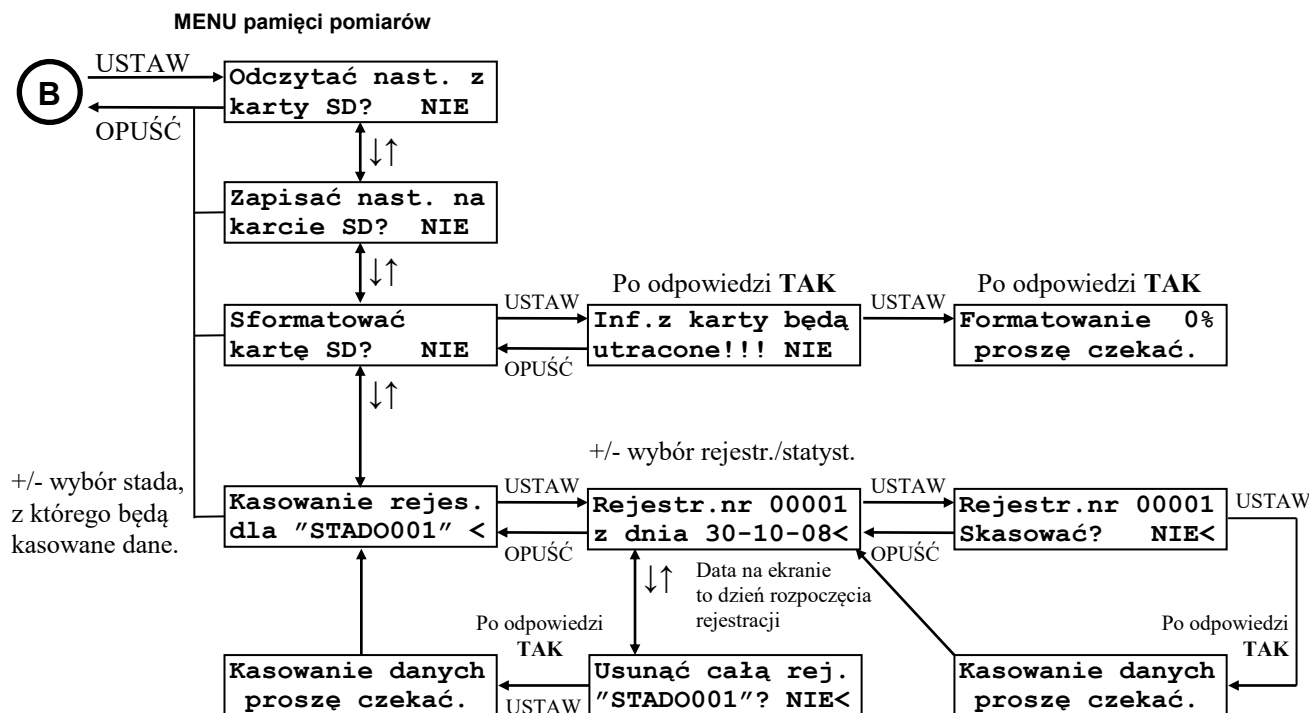 MENU pamięci pomiarów
USTAW
B
OPUŚĆ
Odczytać nast. z
karty SD? NIE
↓↑
Zapisać nast. na
karcie SD? NIE
↓↑
Po odpowiedzi TAK
Po odpowiedzi TAK
Sformatować
kartę SD? NIE
USTAW
OPUŚĆ
Inf.z karty będą
utracone!!! NIE
USTAW
Formatowanie 0%
proszę czekać.
↓↑
+/- wybór rejestr./statyst.
+/- wybór stada,
z którego będą
kasowane dane.
Kasowanie rejes.
dla ″STADO001″ <
USTAW
OPUŚĆ
Rejestr.nr 00001
z dnia 30-10-08<
USTAW
OPUŚĆ
Rejestr.nr 00001
Skasować? NIE<
USTAW
↓↑
Data na ekranie
to dzień rozpoczęcia
rejestracji
Po odpowiedzi
TAK
Po odpowiedzi
TAK
Kasowanie danych
proszę czekać.
USTAW
Usunąć całą rej.
″STADO001″? NIE<
Kasowanie danych
proszę czekać.